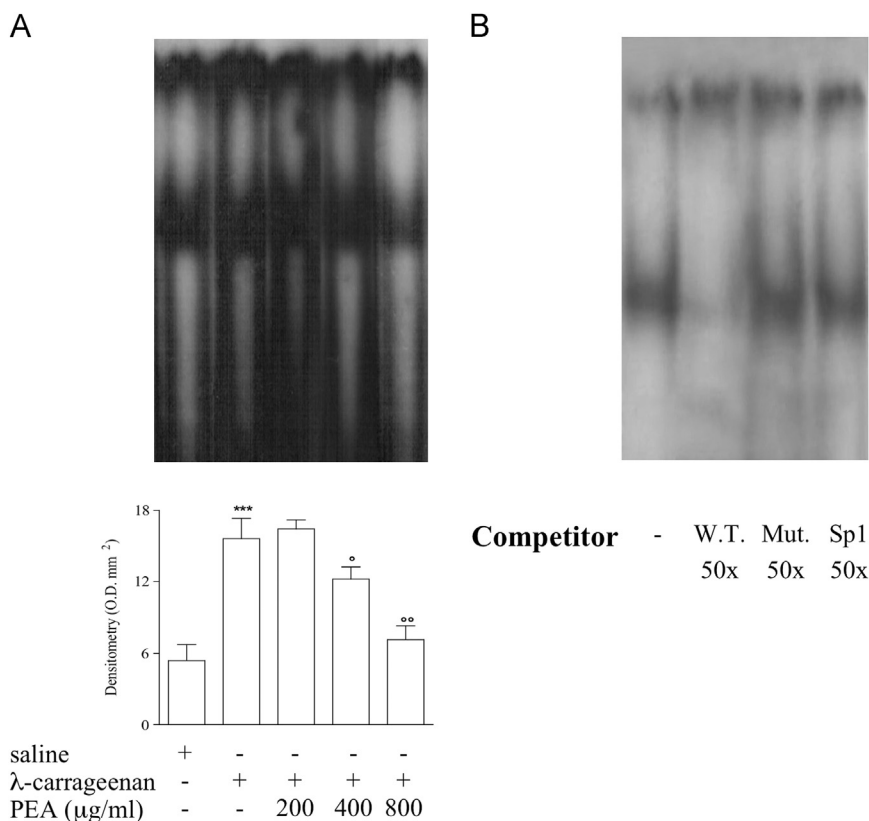 A
B
18
12
6
0
Densitometry (O.D. mm ⁻²)
***
°
°°
saline + - - - -
λ-carrageenan - + + + +
PEA (µg/ml) - - 200 400 800
Competitor - W.T. Mut. Sp1
50x 50x 50x